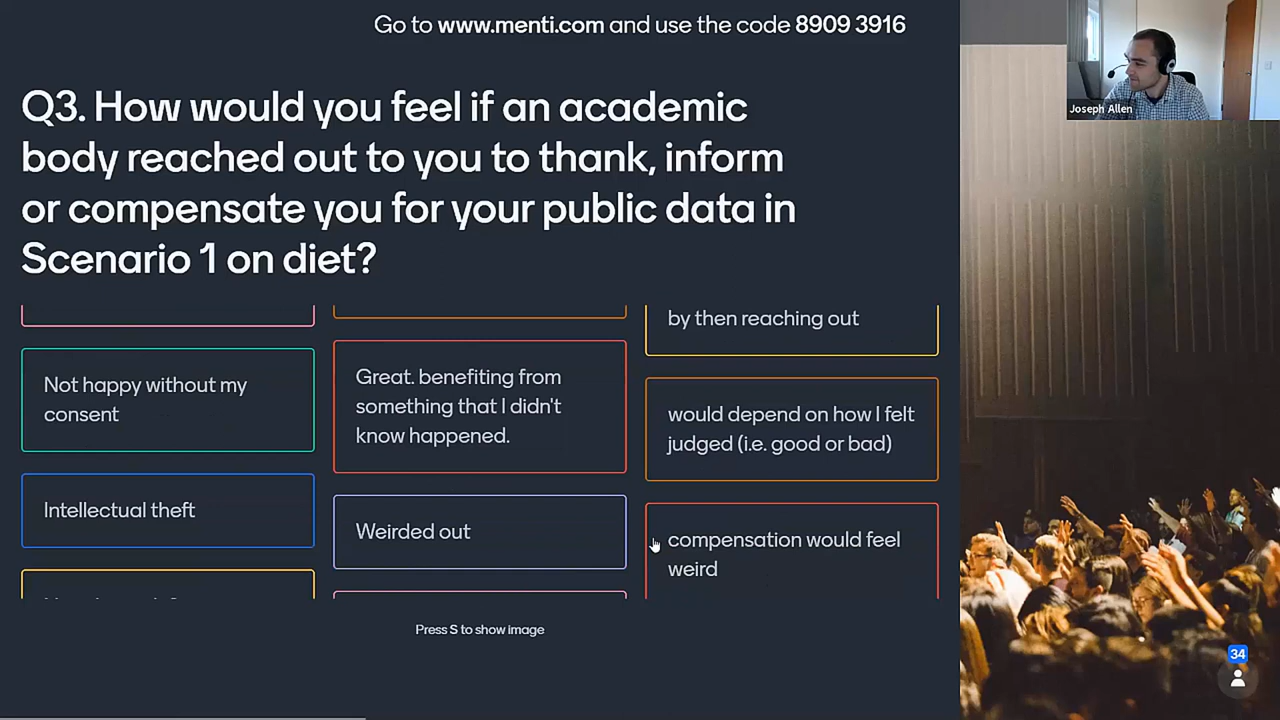 Go to www.menti.com and use the code 8909 3916
Joseph Allen
Q3. How would you feel if an academic
body reached out to you to thank, inform
or compensate you for your public data in
Scenario 1 on diet?
Not happy without my
consent
Intellectual theft
Great. benefiting from
something that I didn't
know happened.
Weirded out
by then reaching out
would depend on how I felt
judged (i.e. good or bad)
compensation would feel
weird
Press S to show image
34